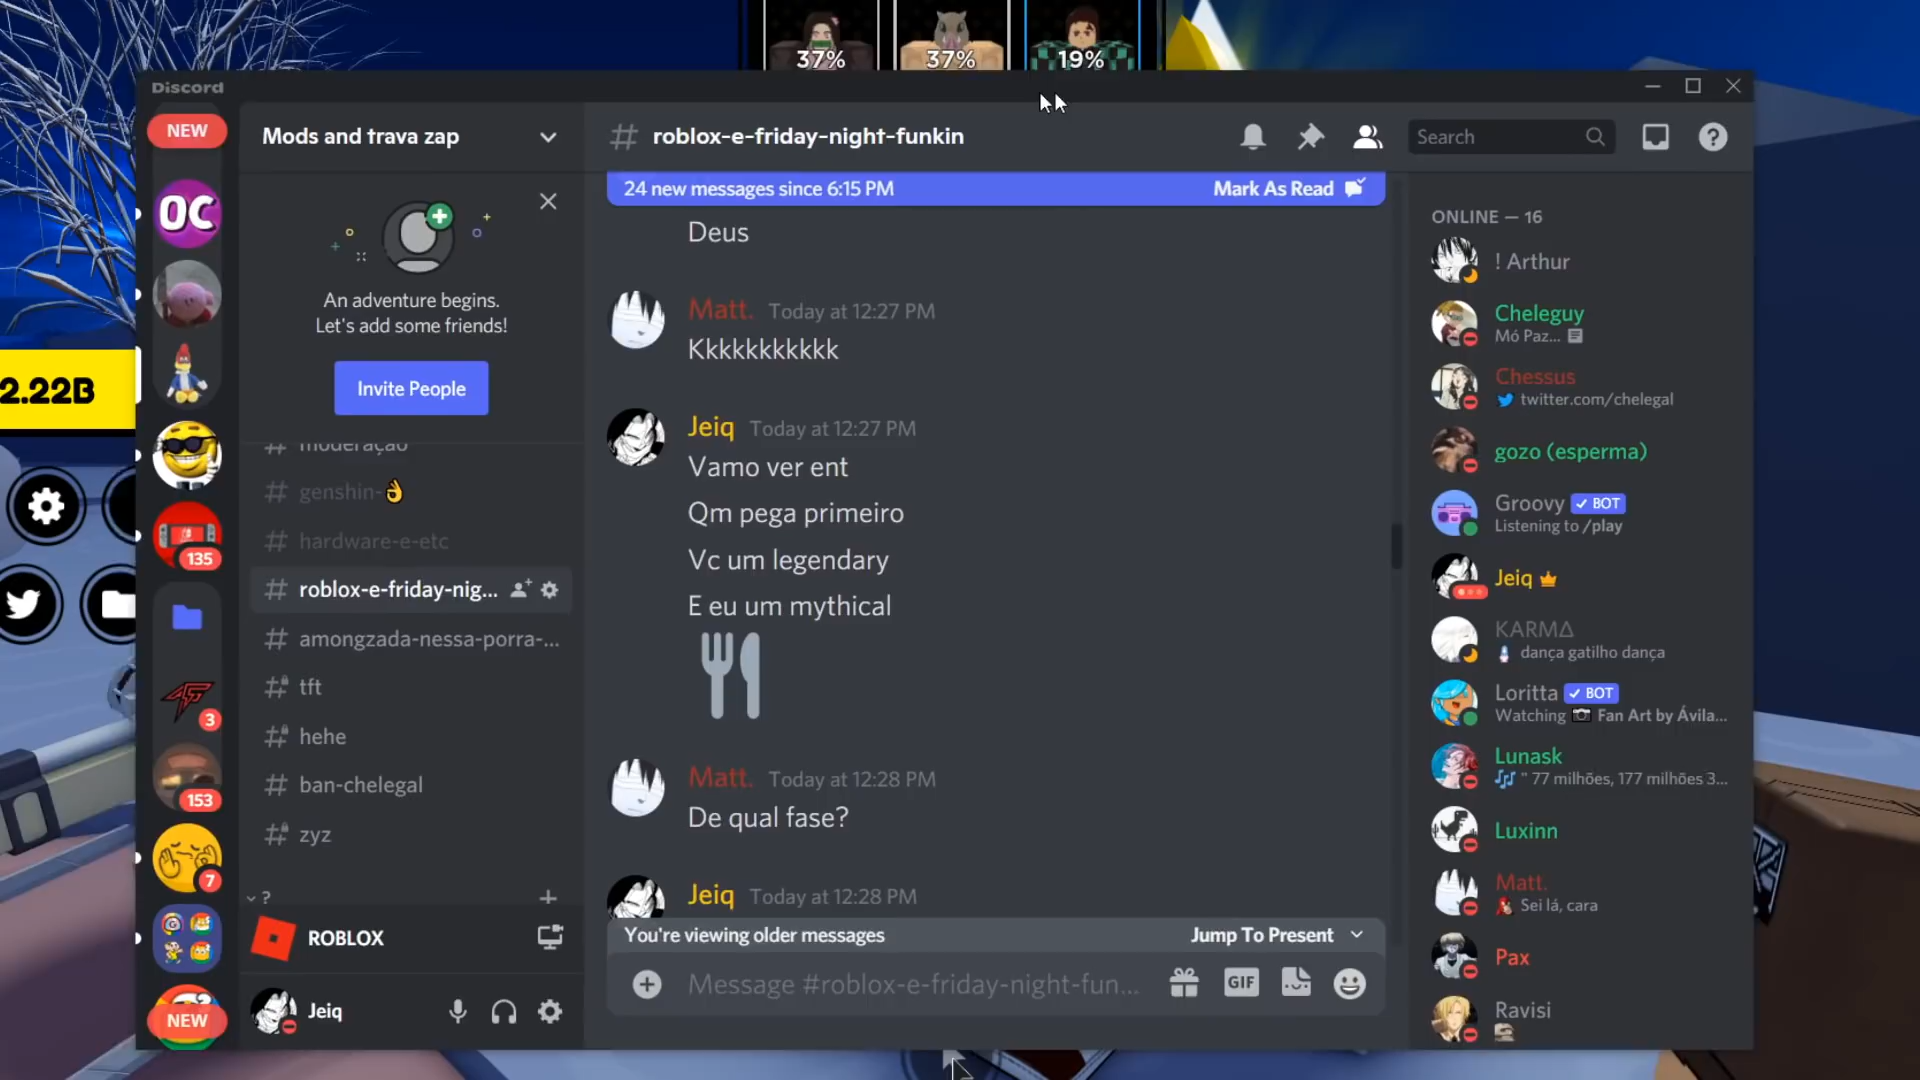 37%
37%
19%
Discord
NEW
Mods and trava zap
roblox-e-friday-night-funkin
Search
OC
24 new messages since 6:15 PM
Mark As Read
Deus
An adventure begins.
Let's add some friends!
Invite People
2.22B
moderação
genshin-👌
hardware-e-etc
roblox-e-friday-nig...
amongzada-nessa-porra-...
tft
hehe
ban-chelegal
zyz
?
135
3
153
7
NEW
ROBLOX
Jeiq
Matt. Today at 12:27 PM
Kkkkkkkkkkk
Jeiq Today at 12:27 PM
Vamo ver ent
Qm pega primeiro
Vc um legendary
E eu um mythical
Matt. Today at 12:28 PM
De qual fase?
Jeiq Today at 12:28 PM
You're viewing older messages
Jump To Present
Message #roblox-e-friday-night-fun...
GIF
ONLINE — 16
! Arthur
Cheleguy
Mó Paz...
Chessus
twitter.com/chelegal
gozo (esperma)
Groovy ✓ BOT
Listening to /play
Jeiq
KARMΔ
dança gatilho dança
Loritta ✓ BOT
Watching 📷 Fan Art by Ávila...
Lunask
" 77 milhões, 177 milhões 3...
Luxinn
Matt.
Sei lá, cara
Pax
Ravisi